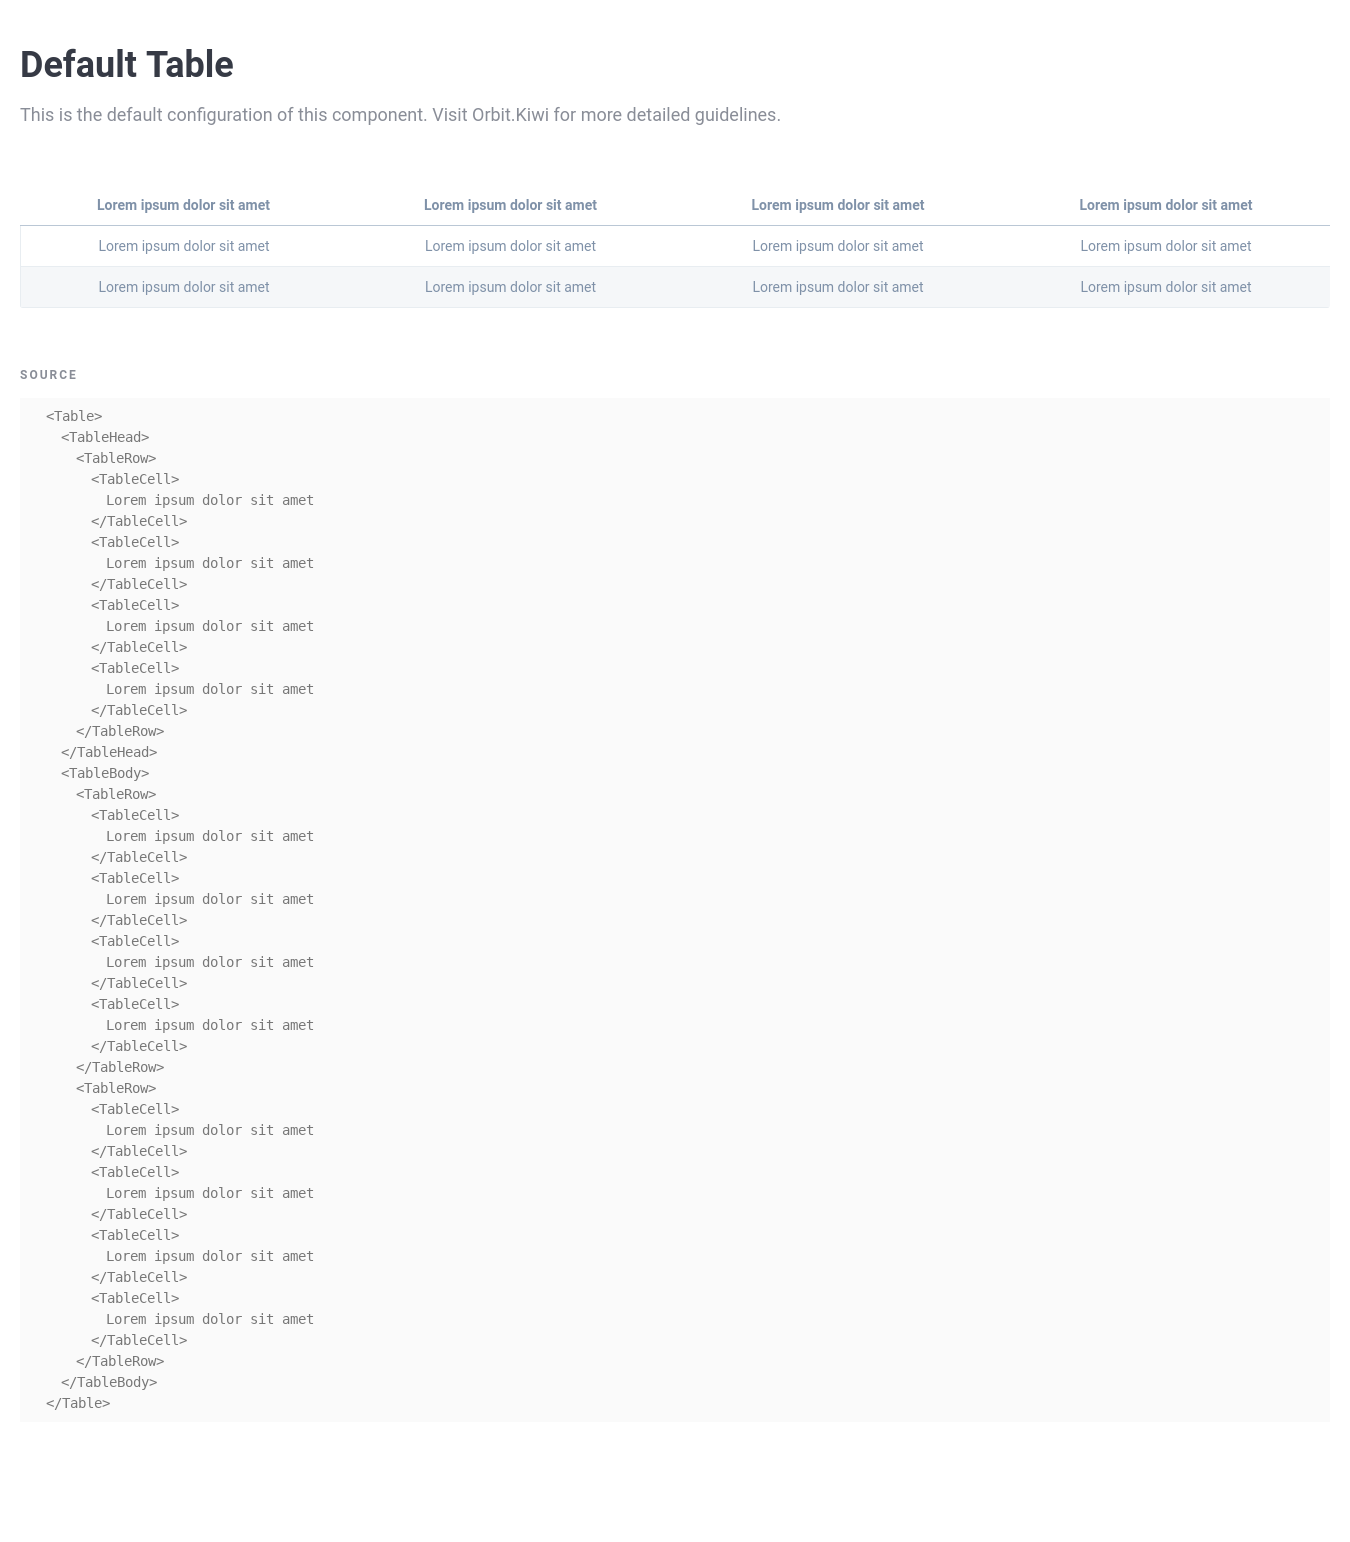 Default Table
This is the default configuration of this component. Visit Orbit.Kiwi for more detailed guidelines.
Lorem ipsum dolor sit amet Lorem ipsum dolor sit amet Lorem ipsum dolor sit amet Lorem ipsum dolor sit amet
Lorem ipsum dolor sit amet Lorem ipsum dolor sit amet Lorem ipsum dolor sit amet Lorem ipsum dolor sit amet
Lorem ipsum dolor sit amet Lorem ipsum dolor sit amet Lorem ipsum dolor sit amet Lorem ipsum dolor sit amet
SOURCE
<Table>
<TableHead>
<TableRow>
<TableCell>
Lorem ipsum dolor sit amet
</TableCell>
<TableCell>
Lorem ipsum dolor sit amet
</TableCell>
<TableCell>
Lorem ipsum dolor sit amet
</TableCell>
<TableCell>
Lorem ipsum dolor sit amet
</TableCell>
</TableRow>
</TableHead>
<TableBody>
<TableRow>
<TableCell>
Lorem ipsum dolor sit amet
</TableCell>
<TableCell>
Lorem ipsum dolor sit amet
</TableCell>
<TableCell>
Lorem ipsum dolor sit amet
</TableCell>
<TableCell>
Lorem ipsum dolor sit amet
</TableCell>
</TableRow>
<TableRow>
<TableCell>
Lorem ipsum dolor sit amet
</TableCell>
<TableCell>
Lorem ipsum dolor sit amet
</TableCell>
<TableCell>
Lorem ipsum dolor sit amet
</TableCell>
<TableCell>
Lorem ipsum dolor sit amet
</TableCell>
</TableRow>
</TableBody>
</Table>